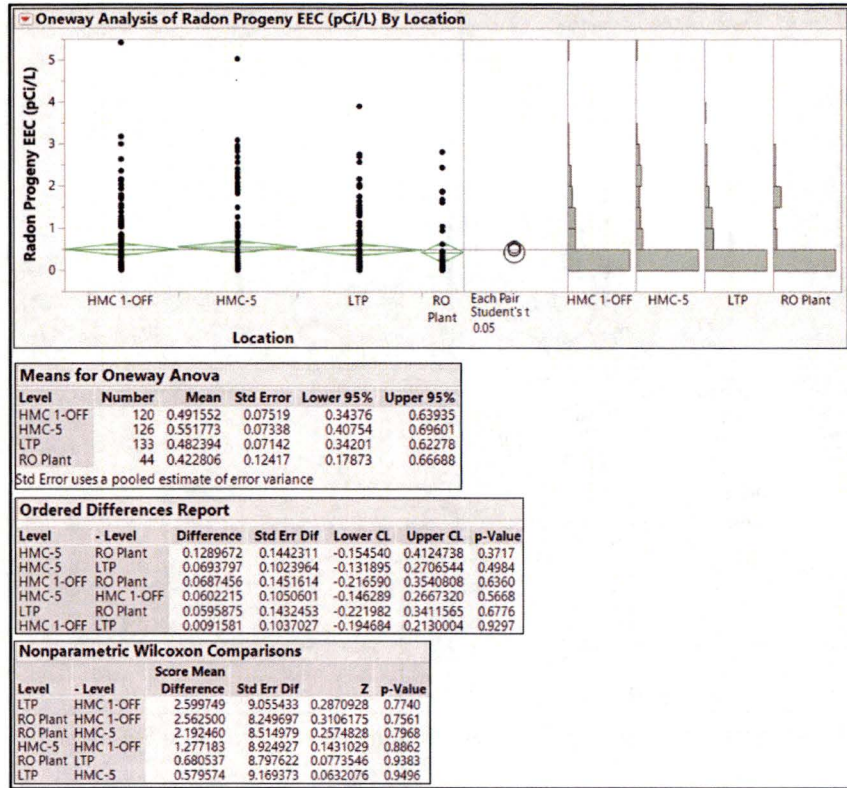 Oneway Analysis of Radon Progeny EEC (pCi/L) By Location
Radon Progeny EEC (pCi/L)
5
4
3
2
1
0
HMC 1-OFF HMC-5 LTP RO Plant Each Pair Student's t 0.05 HMC 1-OFF HMC-5 LTP RO Plant
Location
Means for Oneway Anova
Level Number Mean Std Error Lower 95% Upper 95%
HMC 1-OFF 120 0.491552 0.07519 0.34376 0.63935
HMC-5 126 0.551773 0.07338 0.40754 0.69601
LTP 133 0.482394 0.07142 0.34201 0.62278
RO Plant 44 0.422806 0.12417 0.17873 0.66688
Std Error uses a pooled estimate of error variance
Ordered Differences Report
Level - Level Difference Std Err Dif Lower CL Upper CL p-Value
HMC-5 RO Plant 0.1289672 0.1442311 -0.154540 0.4124738 0.3717
HMC-5 LTP 0.0693797 0.1023964 -0.131895 0.2706544 0.4984
HMC 1-OFF RO Plant 0.0687456 0.1451614 -0.216590 0.3540808 0.6360
HMC-5 HMC 1-OFF 0.0602215 0.1050601 -0.146289 0.2667320 0.5668
LTP RO Plant 0.0595875 0.1432453 -0.221982 0.3411565 0.6776
HMC 1-OFF LTP 0.0091581 0.1037027 -0.194684 0.2130004 0.9297
Nonparametric Wilcoxon Comparisons
Score Mean
Level - Level Difference Std Err Dif Z p-Value
LTP HMC 1-OFF 2.599749 9.055433 0.2870928 0.7740
RO Plant HMC 1-OFF 2.562500 8.249697 0.3106175 0.7561
RO Plant HMC-5 2.192460 8.514979 0.2574828 0.7968
HMC-5 HMC 1-OFF 1.277183 8.924927 0.1431029 0.8862
RO Plant LTP 0.680537 8.797622 0.0773546 0.9383
LTP HMC-5 0.579574 9.169373 0.0632076 0.9496